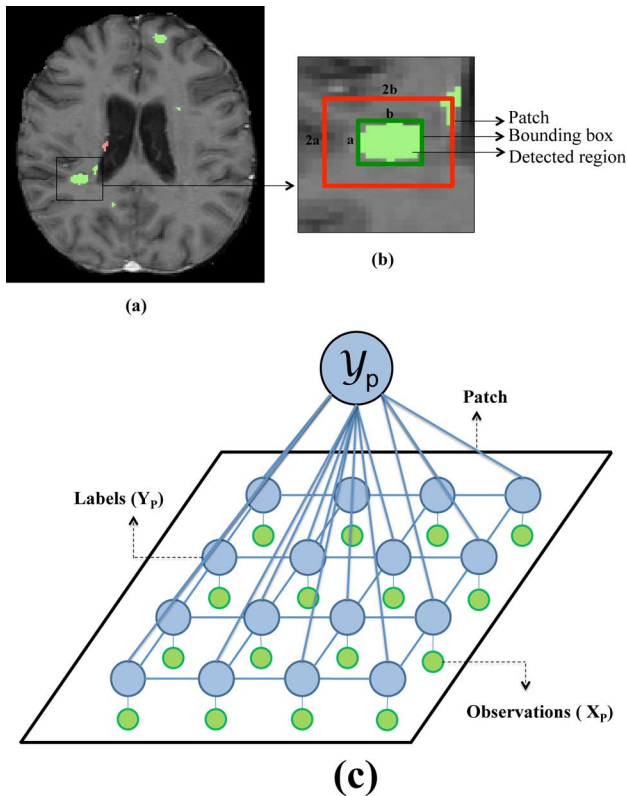 2b
b
2a
a
Patch
Bounding box
Detected region
(b)
(a)
𝒴p
Patch
Labels (YP)
Observations ( XP)
(c)